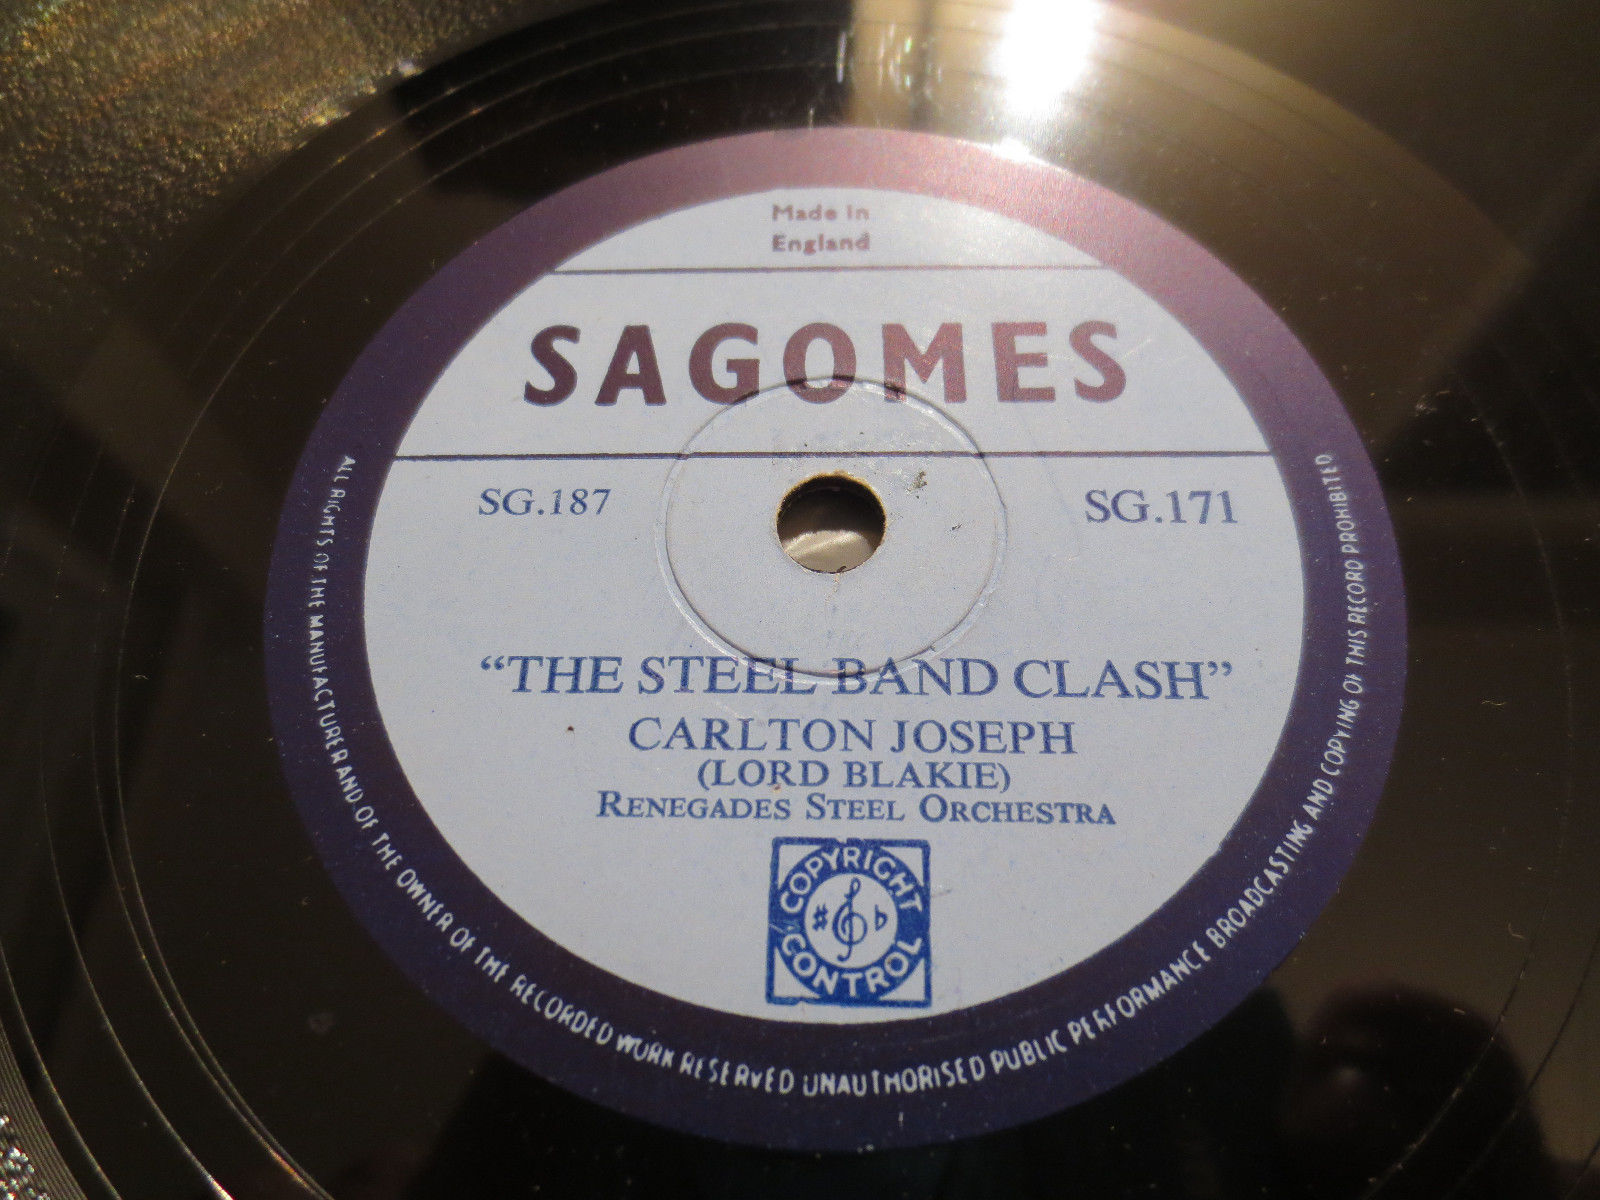 Made in
England
SAGOMES
SG.187
SG.171
“THE STEEL BAND CLASH”
CARLTON JOSEPH
(LORD BLAKIE)
RENEGADES STEEL ORCHESTRA
COPYRIGHT
CONTROL
ALL RIGHTS OF THE MANUFACTURER AND OF THE OWNER OF THE RECORDED WORK RESERVED UNAUTHORISED PUBLIC PERFORMANCE BROADCASTING AND COPYING OF THIS RECORD PROHIBITED